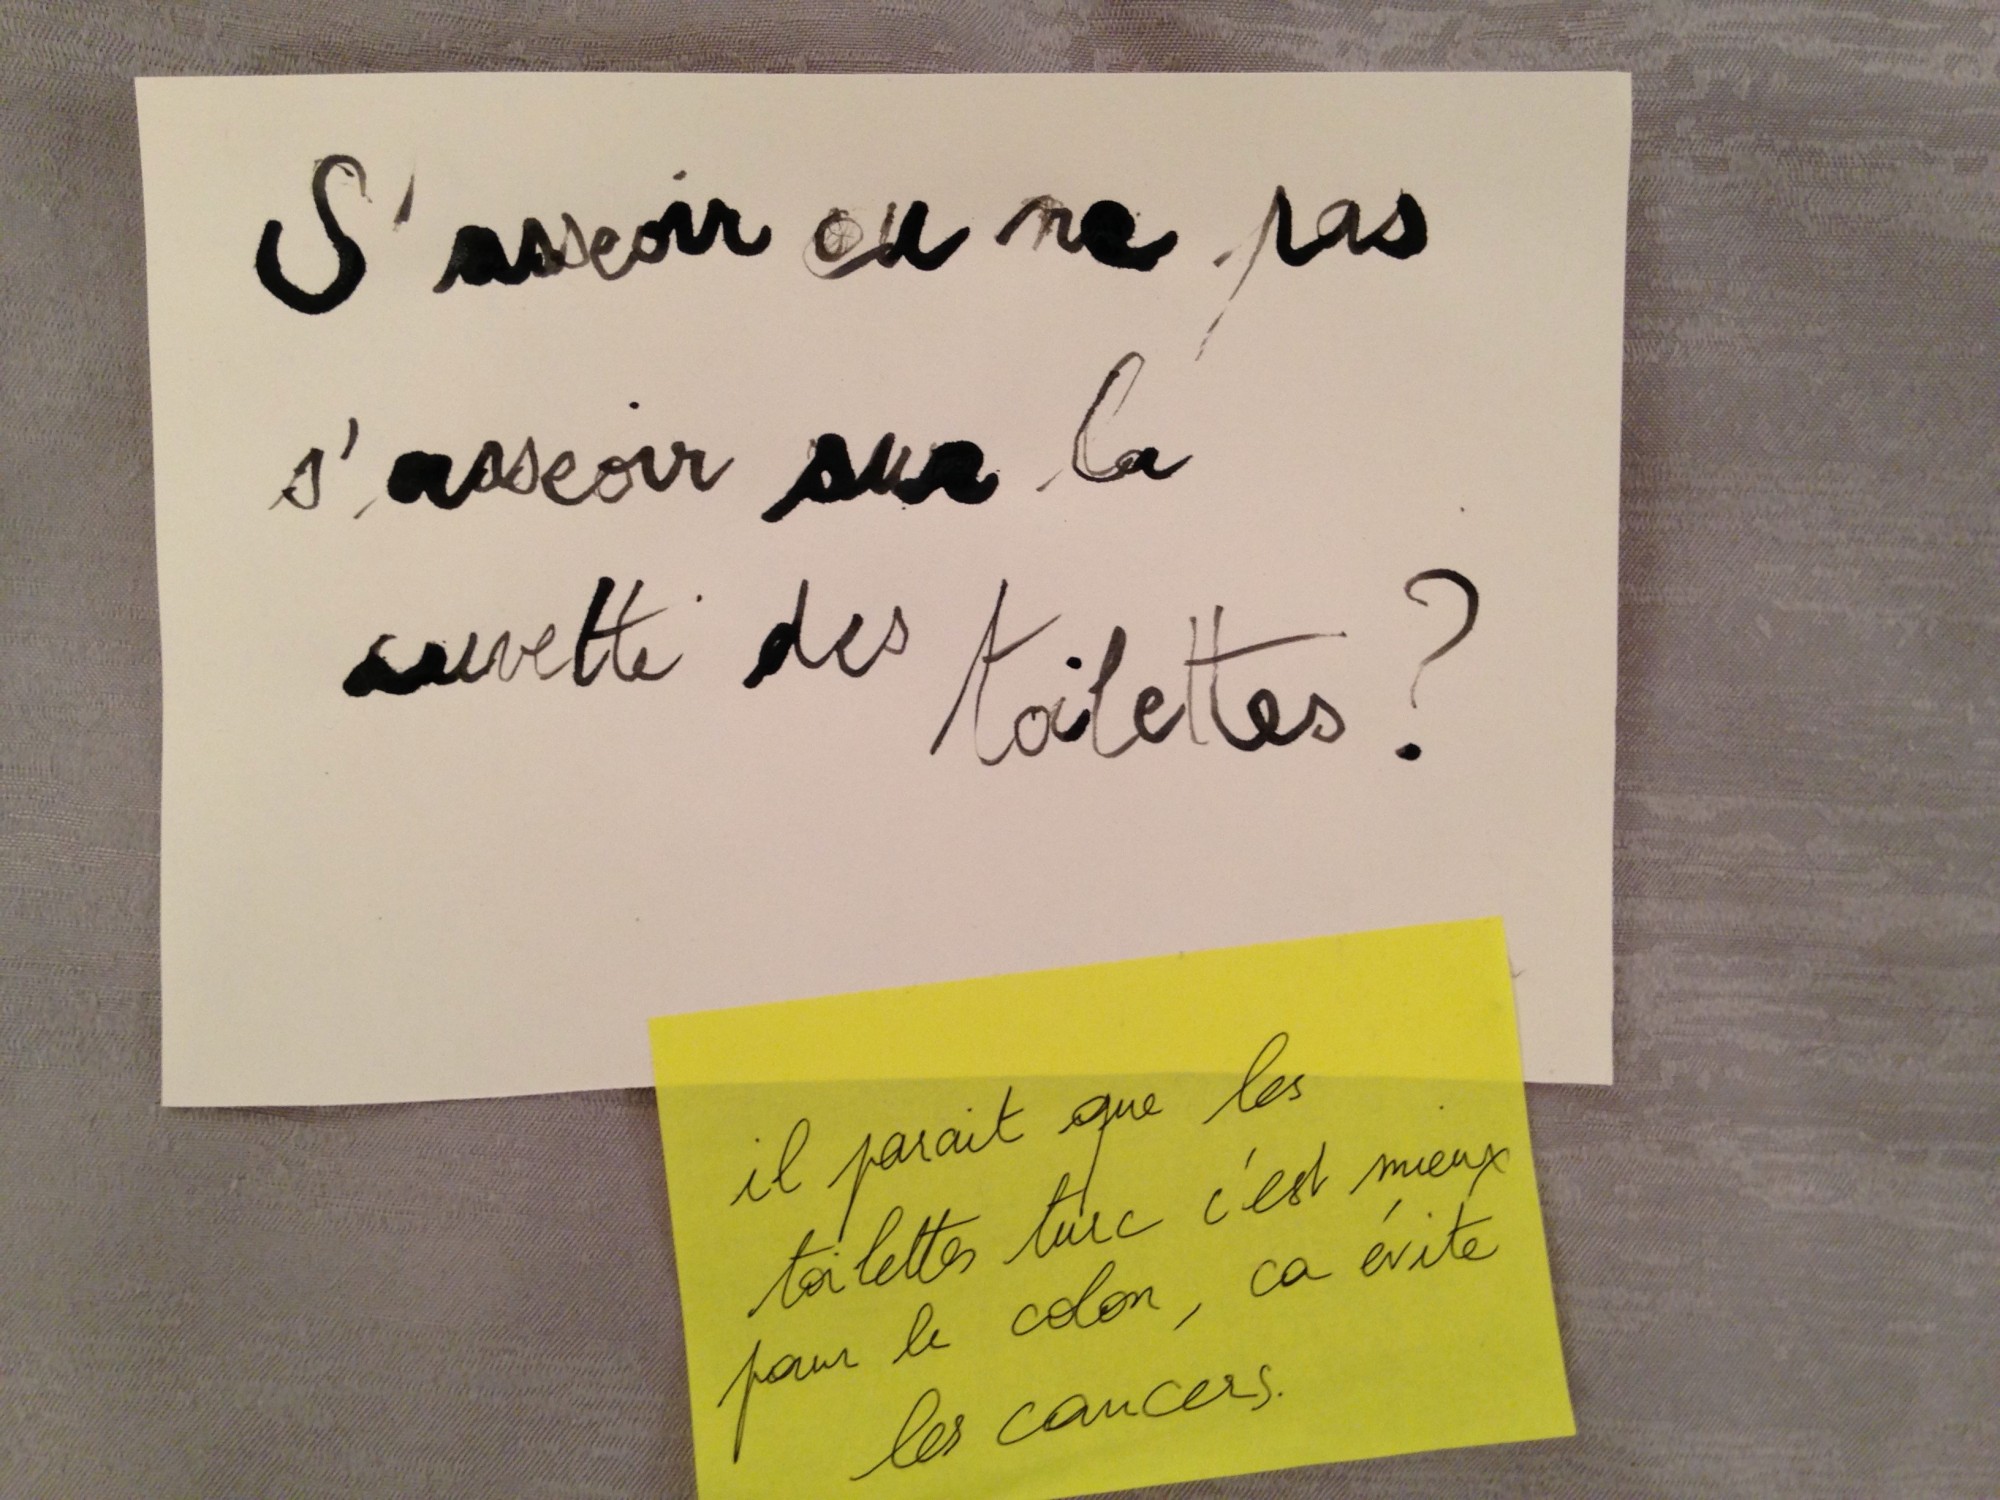 S'asseoir ou ne pas
s'asseoir sur la
cuvette des toilettes ?
il parait que les
toilettes turc c'est mieux
pour le colon, ca évite
les cancers.